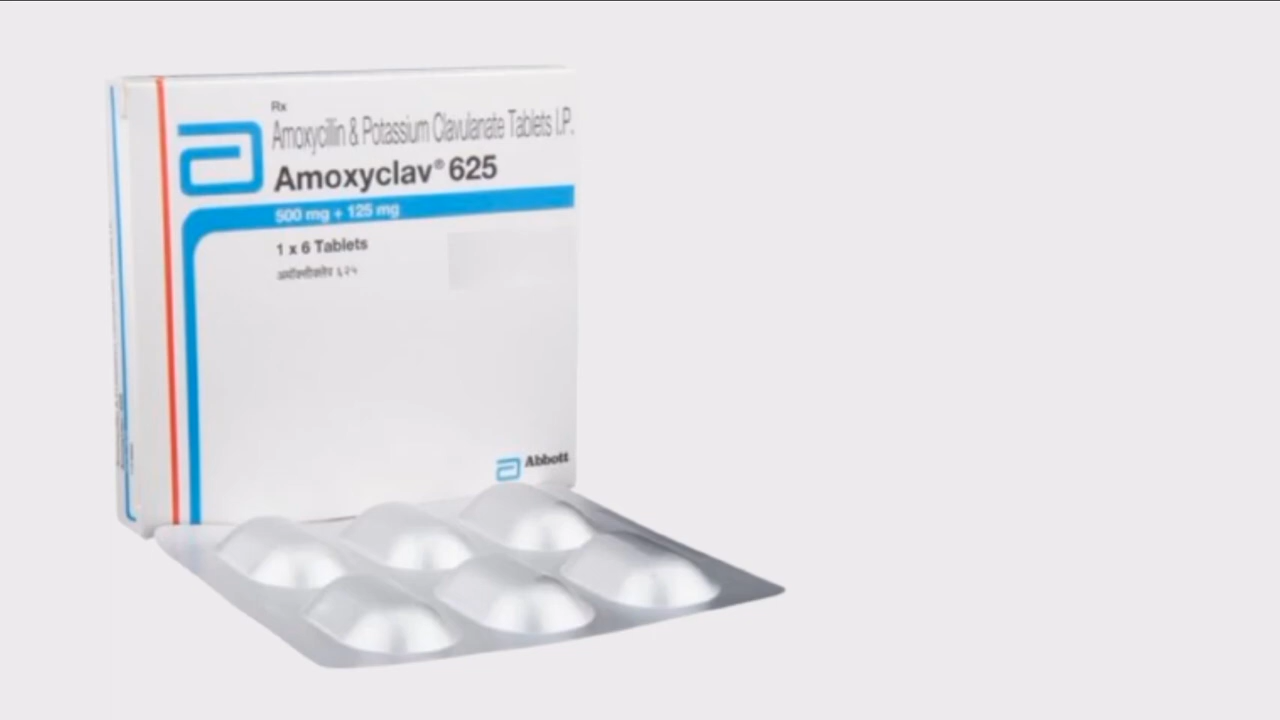 Rx
Amoxycillin & Potassium Clavulanate Tablets I.P.
Amoxyclav® 625
500 mg + 125 mg
1 x 6 Tablets
Abbott